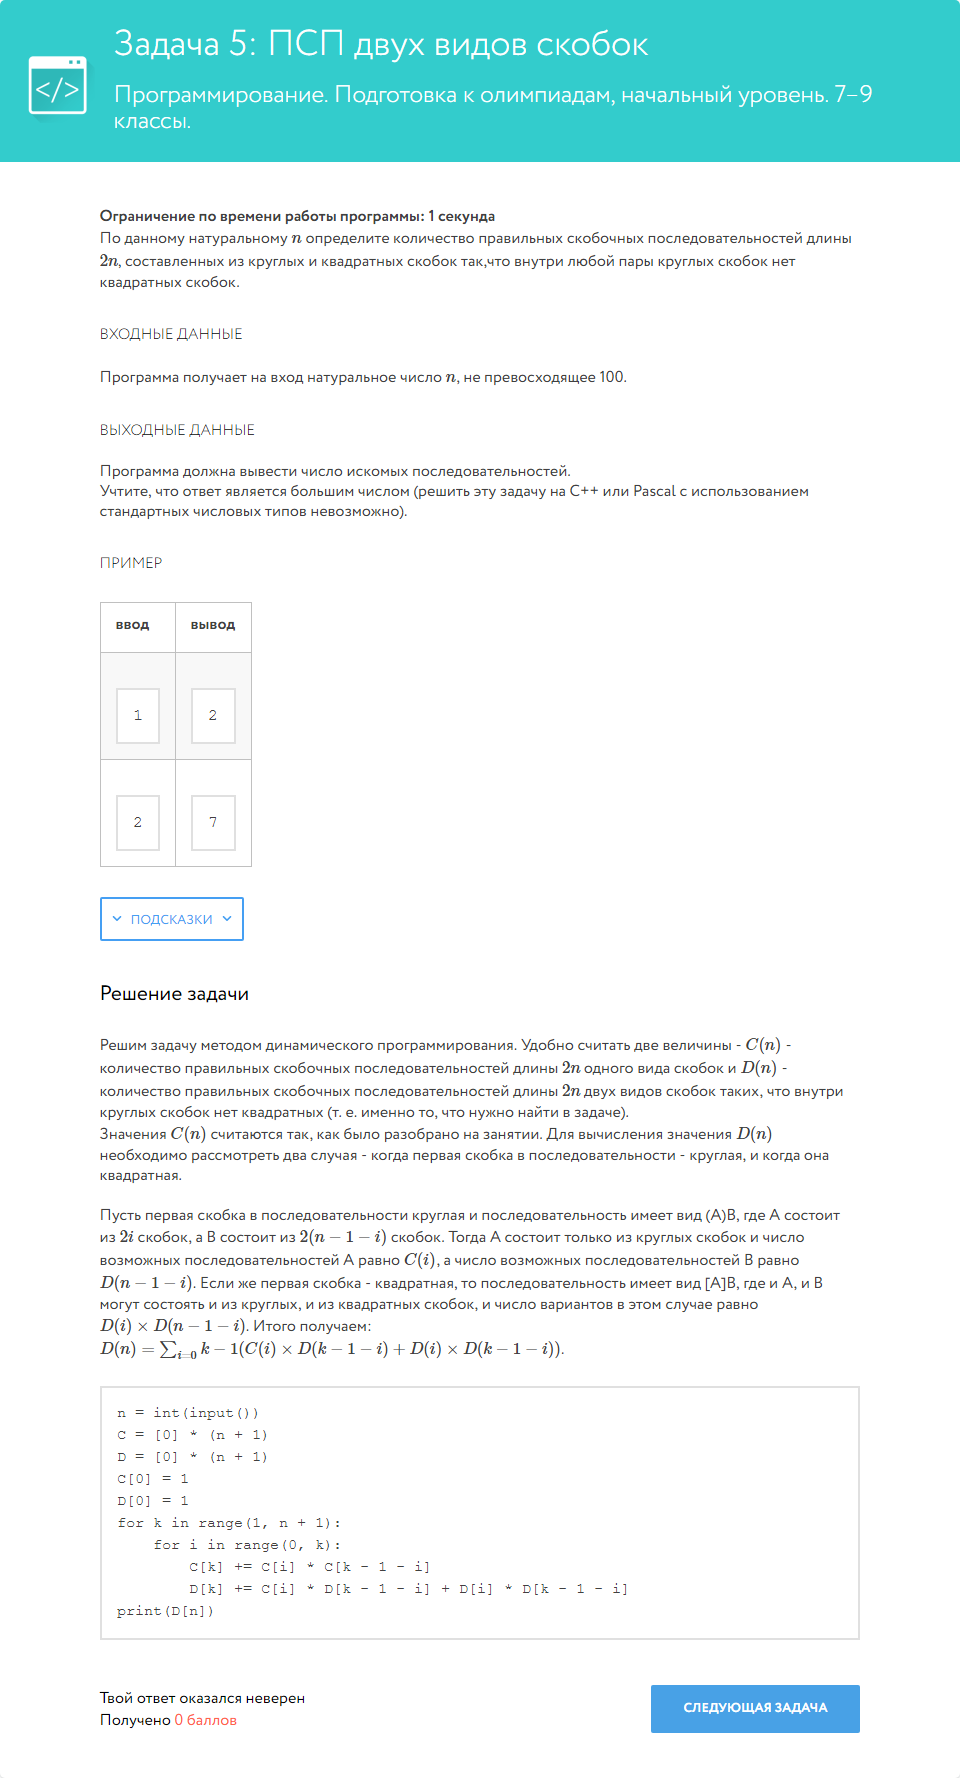 Задача 5: ПСП двух видов скобок
</>
Программирование. Подготовка к олимпиадам, начальный уровень. 7–9
классы.
Ограничение по времени работы программы: 1 секунда
По данному натуральному n определите количество правильных скобочных последовательностей длины
2n, составленных из круглых и квадратных скобок так,что внутри любой пары круглых скобок нет
квадратных скобок.
ВХОДНЫЕ ДАННЫЕ
Программа получает на вход натуральное число n, не превосходящее 100.
ВЫХОДНЫЕ ДАННЫЕ
Программа должна вывести число искомых последовательностей.
Учтите, что ответ является большим числом (решить эту задачу на C++ или Pascal с использованием
стандартных числовых типов невозможно).
ПРИМЕР
ввод вывод
1 2
2 7
ПОДСКАЗКИ
Решение задачи
Решим задачу методом динамического программирования. Удобно считать две величины - C(n) -
количество правильных скобочных последовательностей длины 2n одного вида скобок и D(n) -
количество правильных скобочных последовательностей длины 2n двух видов скобок таких, что внутри
круглых скобок нет квадратных (т. е. именно то, что нужно найти в задаче).
Значения C(n) считаются так, как было разобрано на занятии. Для вычисления значения D(n)
необходимо рассмотреть два случая - когда первая скобка в последовательности - круглая, и когда она
квадратная.
Пусть первая скобка в последовательности круглая и последовательность имеет вид (A)B, где A состоит
из 2i скобок, а B состоит из 2(n − 1 − i) скобок. Тогда A состоит только из круглых скобок и число
возможных последовательностей A равно C(i), а число возможных последовательностей B равно
D(n − 1 − i). Если же первая скобка - квадратная, то последовательность имеет вид [A]B, где и A, и B
могут состоять и из круглых, и из квадратных скобок, и число вариантов в этом случае равно
D(i) × D(n − 1 − i). Итого получаем:
D(n) = ∑i=0 k − 1(C(i) × D(k − 1 − i) + D(i) × D(k − 1 − i)).
n = int(input())
C = [0] * (n + 1)
D = [0] * (n + 1)
C[0] = 1
D[0] = 1
for k in range(1, n + 1):
    for i in range(0, k):
        C[k] += C[i] * C[k - 1 - i]
        D[k] += C[i] * D[k - 1 - i] + D[i] * D[k - 1 - i]
print(D[n])
Твой ответ оказался неверен
Получено 0 баллов
СЛЕДУЮЩАЯ ЗАДАЧА